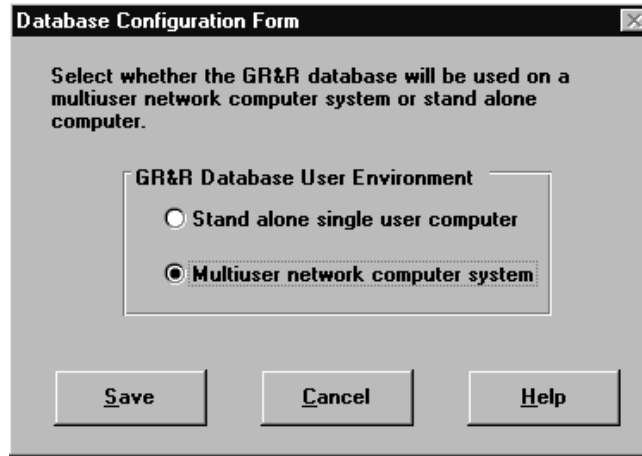 Database Configuration Form
Select whether the GR&R database will be used on a
multiuser network computer system or stand alone
computer.
GR&R Database User Environment
Stand alone single user computer
Multiuser network computer system
Save
Cancel
Help